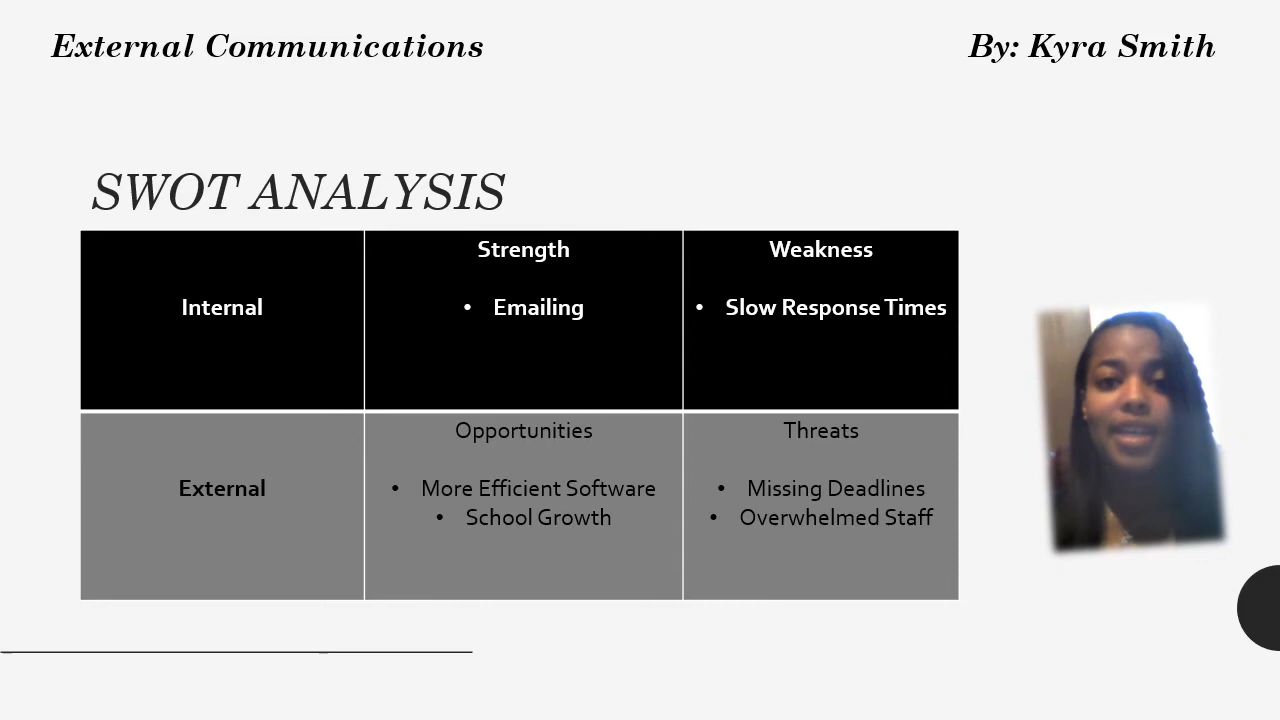 External Communications
By: Kyra Smith
SWOT ANALYSIS
Strength
Weakness
Internal
• Emailing
• Slow Response Times
Opportunities
Threats
External
• More Efficient Software
• School Growth
• Missing Deadlines
• Overwhelmed Staff